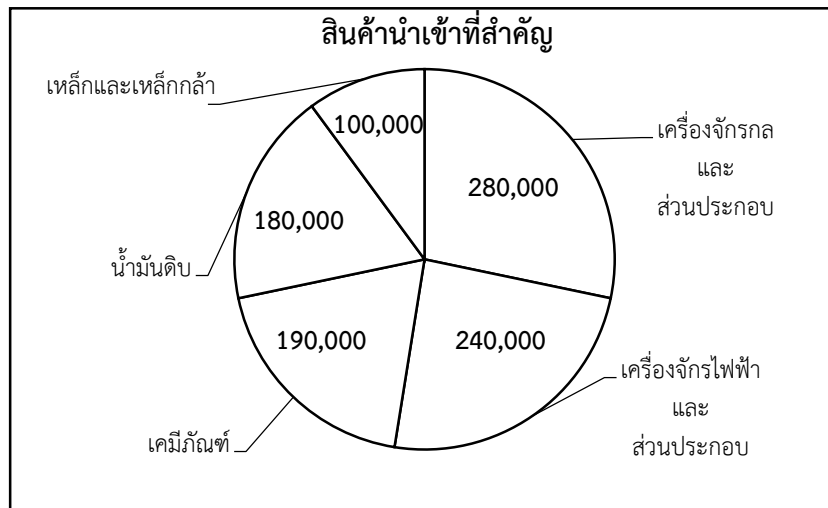 สินค้านำเข้าที่สำคัญ
เหล็กและเหล็กกล้า
100,000
เครื่องจักรกล
และ
ส่วนประกอบ
280,000
180,000
น้ำมันดิบ
190,000
240,000
เครื่องจักรไฟฟ้า
และ
ส่วนประกอบ
เคมีภัณฑ์